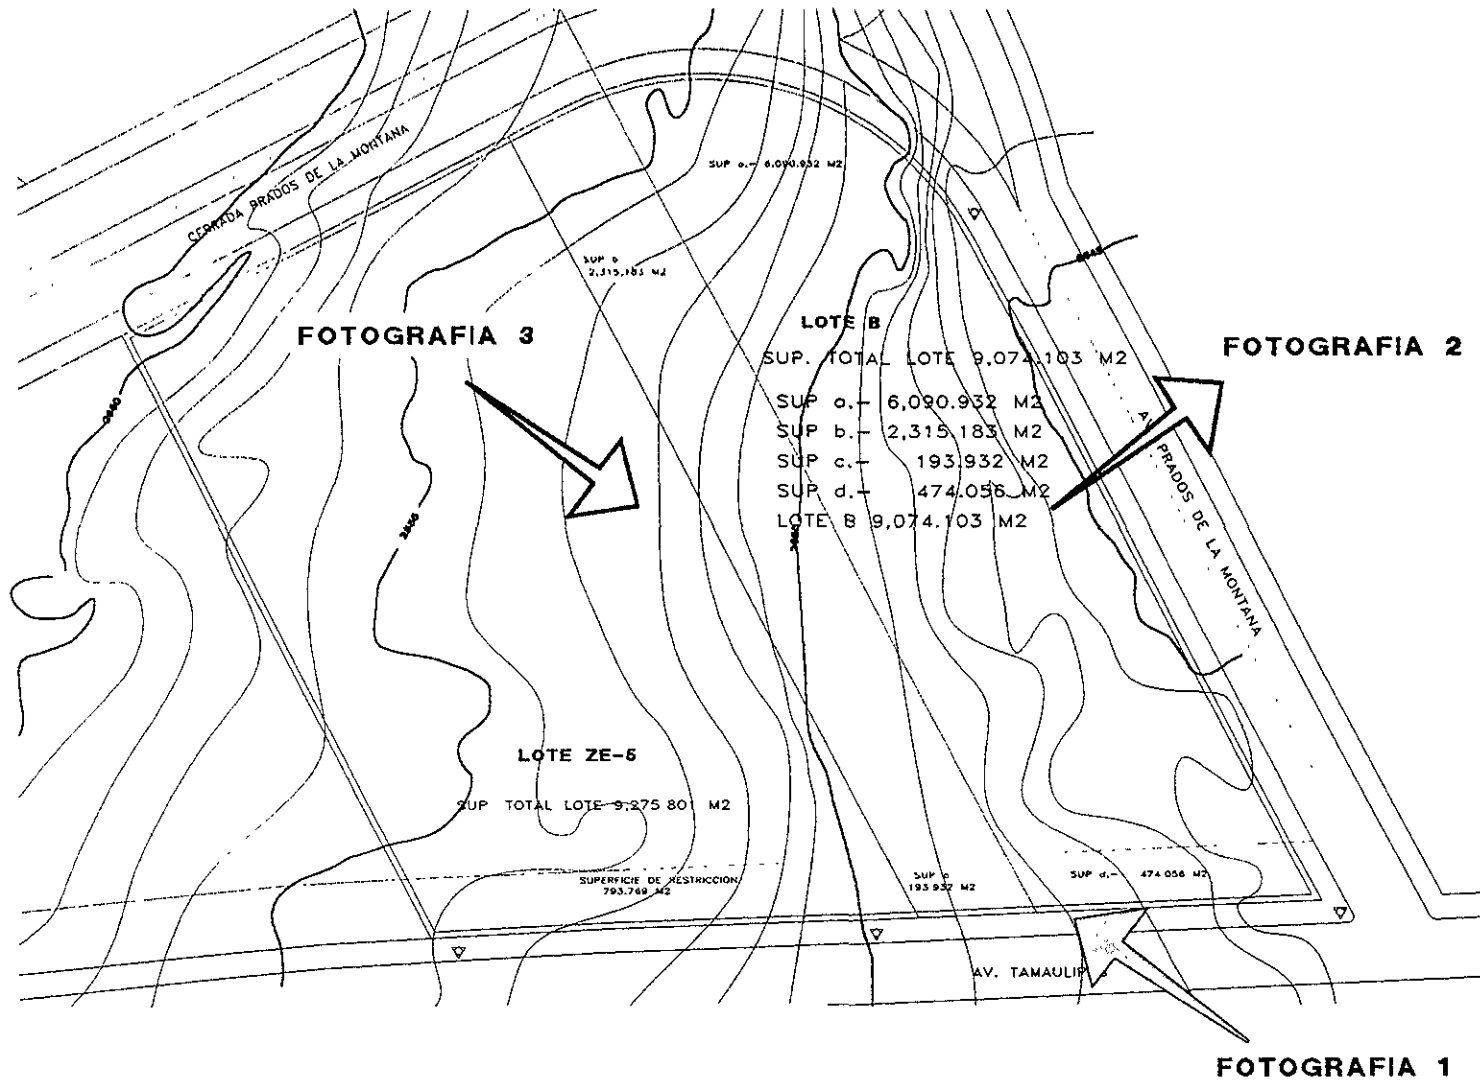 CERRADA PRADOS DE LA MONTANA
SUP a.- 6,090.932 M2
SUP b
2,315,183 M2
FOTOGRAFIA 3
LOTE B
SUP. TOTAL LOTE 9,074.103 M2
SUP a.- 6,090.932 M2
SUP b.- 2,315.183 M2
SUP c.- 193.932 M2
SUP d.- 474.056 M2
LOTE B 9,074.103 M2
FOTOGRAFIA 2
PRADOS DE LA MONTANA
LOTE ZE-5
SUP TOTAL LOTE 9,275 801 M2
SUPERFICIE DE RESTRICCION
793.769 M2
SUP
193 932 M2
SUP d.- 474 056 M2
AV. TAMAULIP
FOTOGRAFIA 1